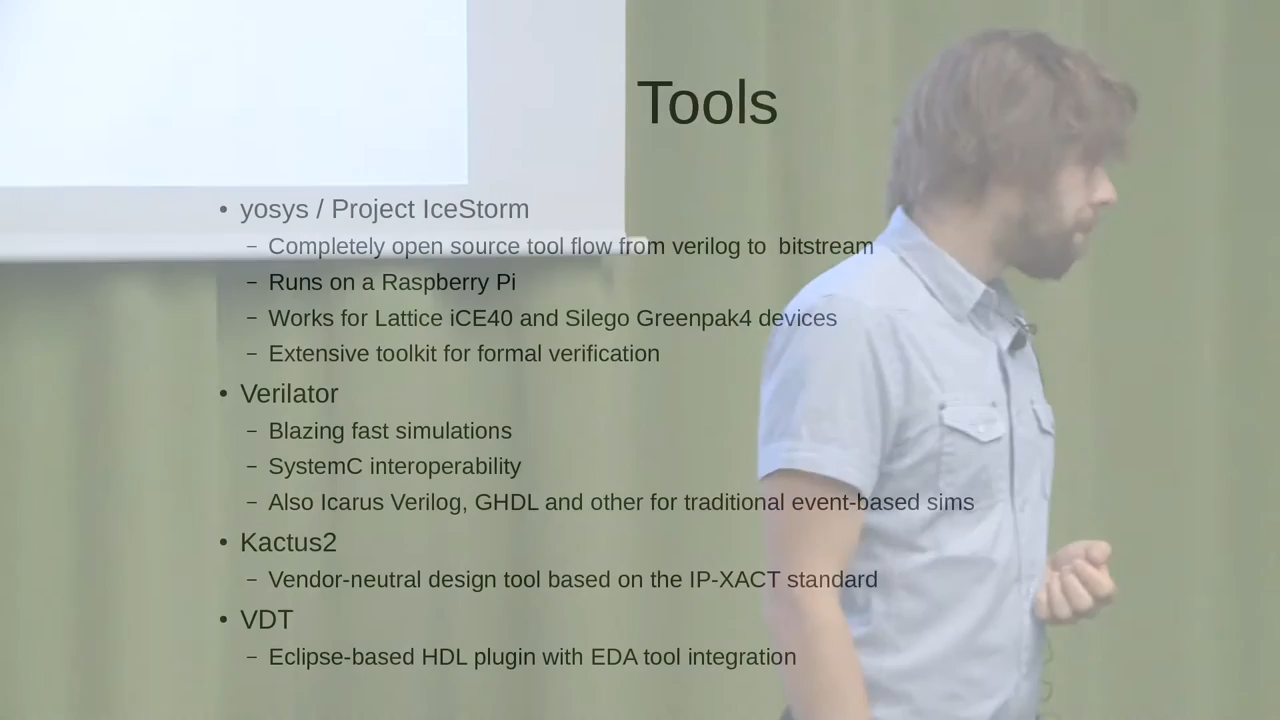 Tools
• yosys / Project IceStorm
– Completely open source tool flow from verilog to  bitstream
– Runs on a Raspberry Pi
– Works for Lattice iCE40 and Silego Greenpak4 devices
– Extensive toolkit for formal verification
• Verilator
– Blazing fast simulations
– SystemC interoperability
– Also Icarus Verilog, GHDL and other for traditional event-based sims
• Kactus2
– Vendor-neutral design tool based on the IP-XACT standard
• VDT
– Eclipse-based HDL plugin with EDA tool integration